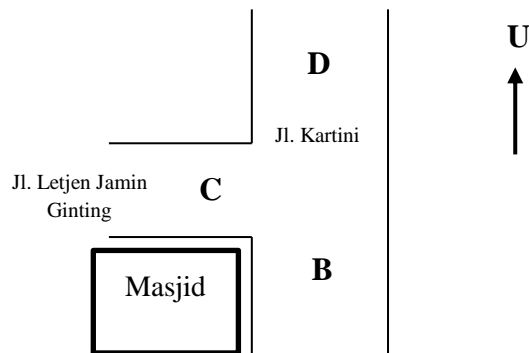 U
D
Jl. Kartini
Jl. Letjen Jamin
Ginting
C
B
Masjid